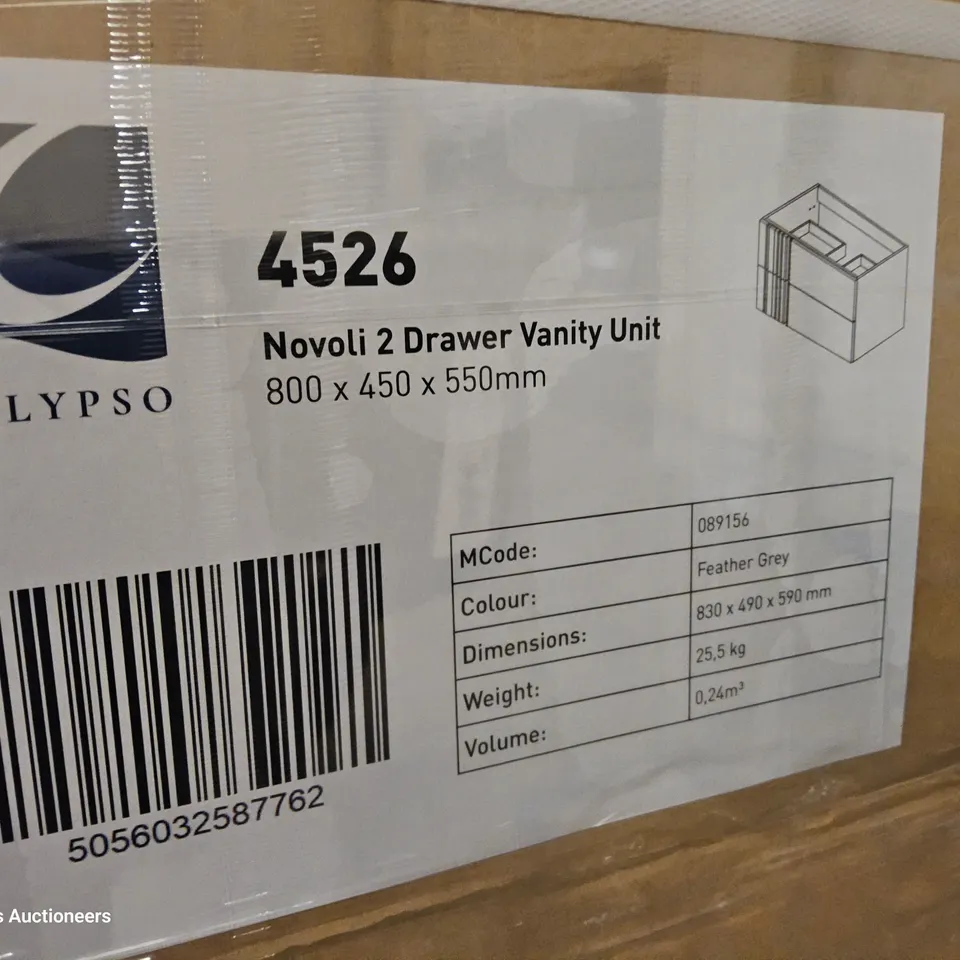 LYPSO
4526
Novoli 2 Drawer Vanity Unit
800 x 450 x 550mm
MCode: 089156
Colour: Feather Grey
Dimensions: 830 x 490 x 590 mm
Weight: 25,5 kg
Volume: 0,24m³
5056032587762
s Auctioneers